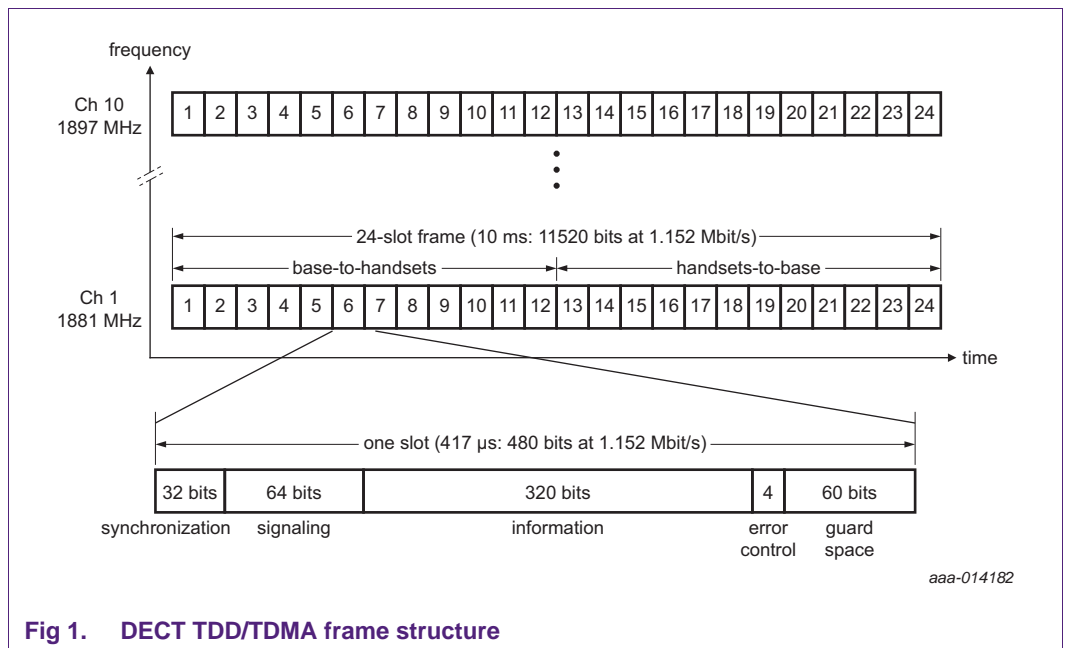 frequency
Ch 10
1897 MHz
1 2 3 4 5 6 7 8 9 10 11 12 13 14 15 16 17 18 19 20 21 22 23 24
24-slot frame (10 ms: 11520 bits at 1.152 Mbit/s)
base-to-handsets
handsets-to-base
Ch 1
1881 MHz
1 2 3 4 5 6 7 8 9 10 11 12 13 14 15 16 17 18 19 20 21 22 23 24
time
one slot (417 μs: 480 bits at 1.152 Mbit/s)
32 bits 64 bits 320 bits 4 60 bits
synchronization
signaling
information
error
control
guard
space
aaa-014182
Fig 1. DECT TDD/TDMA frame structure